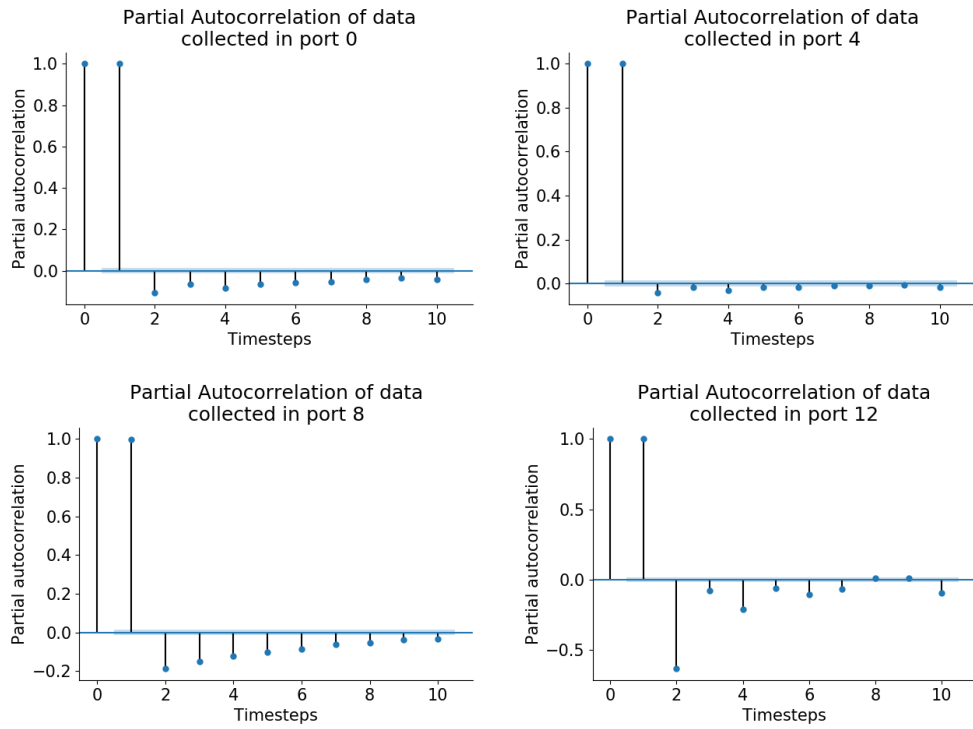 Partial Autocorrelation of data
collected in port 0
Partial autocorrelation
1.0
0.8
0.6
0.4
0.2
0.0
0 2 4 6 8 10
Timesteps
Partial Autocorrelation of data
collected in port 4
Partial autocorrelation
1.0
0.8
0.6
0.4
0.2
0.0
0 2 4 6 8 10
Timesteps
Partial Autocorrelation of data
collected in port 8
Partial autocorrelation
1.0
0.8
0.6
0.4
0.2
0.0
−0.2
0 2 4 6 8 10
Timesteps
Partial Autocorrelation of data
collected in port 12
Partial autocorrelation
1.0
0.5
0.0
−0.5
0 2 4 6 8 10
Timesteps